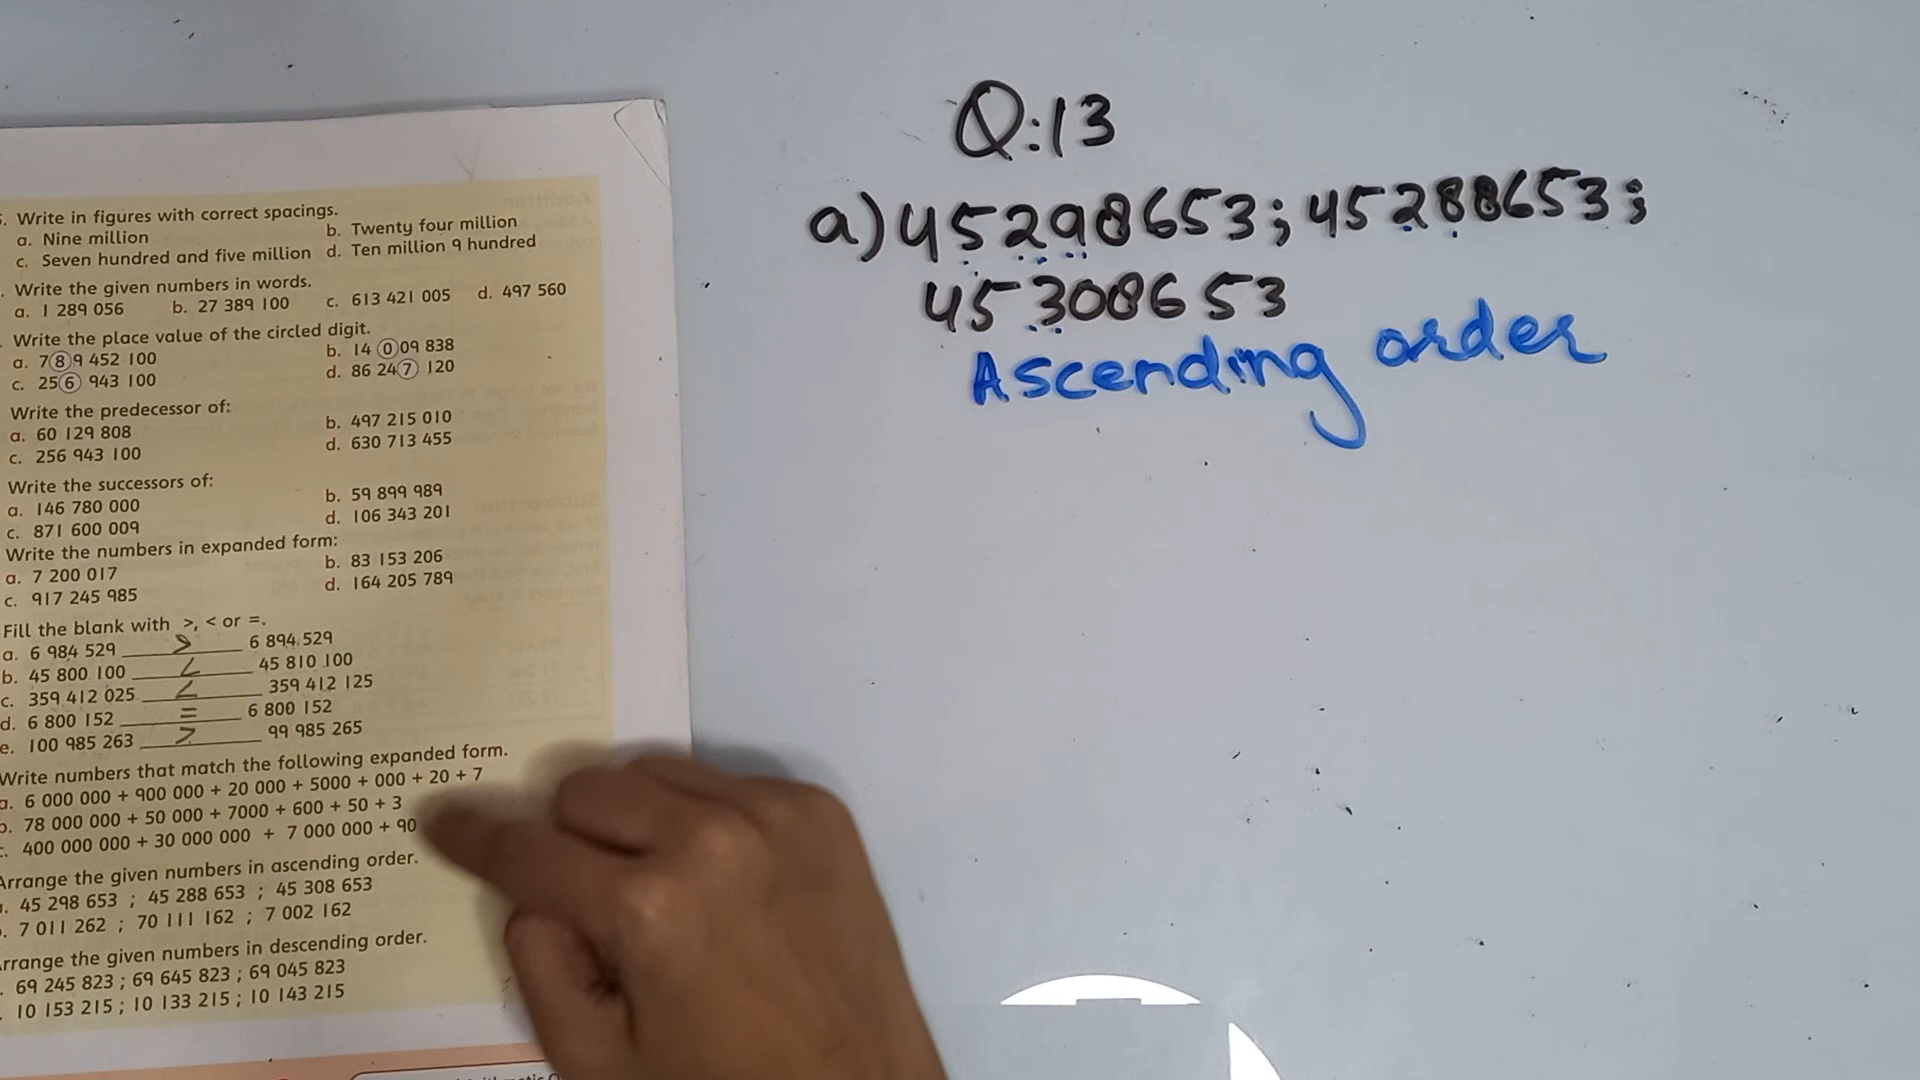 . Write in figures with correct spacings.
a. Nine million b. Twenty four million
c. Seven hundred and five million d. Ten million 9 hundred
. Write the given numbers in words.
a. 1 289 056 b. 27 389 100 c. 613 421 005 d. 497 560
Write the place value of the circled digit.
a. 789 452 100 b. 14 009 838
c. 256 943 100 d. 86 247 120
Write the predecessor of:
a. 60 129 808 b. 497 215 010
c. 256 943 100 d. 630 713 455
Write the successors of:
a. 146 780 000 b. 59 899 989
c. 871 600 009 d. 106 343 201
Write the numbers in expanded form:
a. 7 200 017 b. 83 153 206
c. 917 245 985 d. 164 205 789
Fill the blank with >, < or =.
a. 6 984 529 > 6 894 529
b. 45 800 100 < 45 810 100
c. 359 412 025 < 359 412 125
d. 6 800 152 = 6 800 152
e. 100 985 263 > 99 985 265
Write numbers that match the following expanded form.
a. 6 000 000 + 900 000 + 20 000 + 5000 + 000 + 20 + 7
. 78 000 000 + 50 000 + 7000 + 600 + 50 + 3
. 400 000 000 + 30 000 000 + 7 000 000 + 90
Arrange the given numbers in ascending order.
. 45 298 653 ; 45 288 653 ; 45 308 653
. 7 011 262 ; 70 111 162 ; 7 002 162
rrange the given numbers in descending order.
. 69 245 823 ; 69 645 823 ; 69 045 823
. 10 153 215 ; 10 133 215 ; 10 143 215
Q:13
a) 45298653; 45288653;
45308653
Ascending order